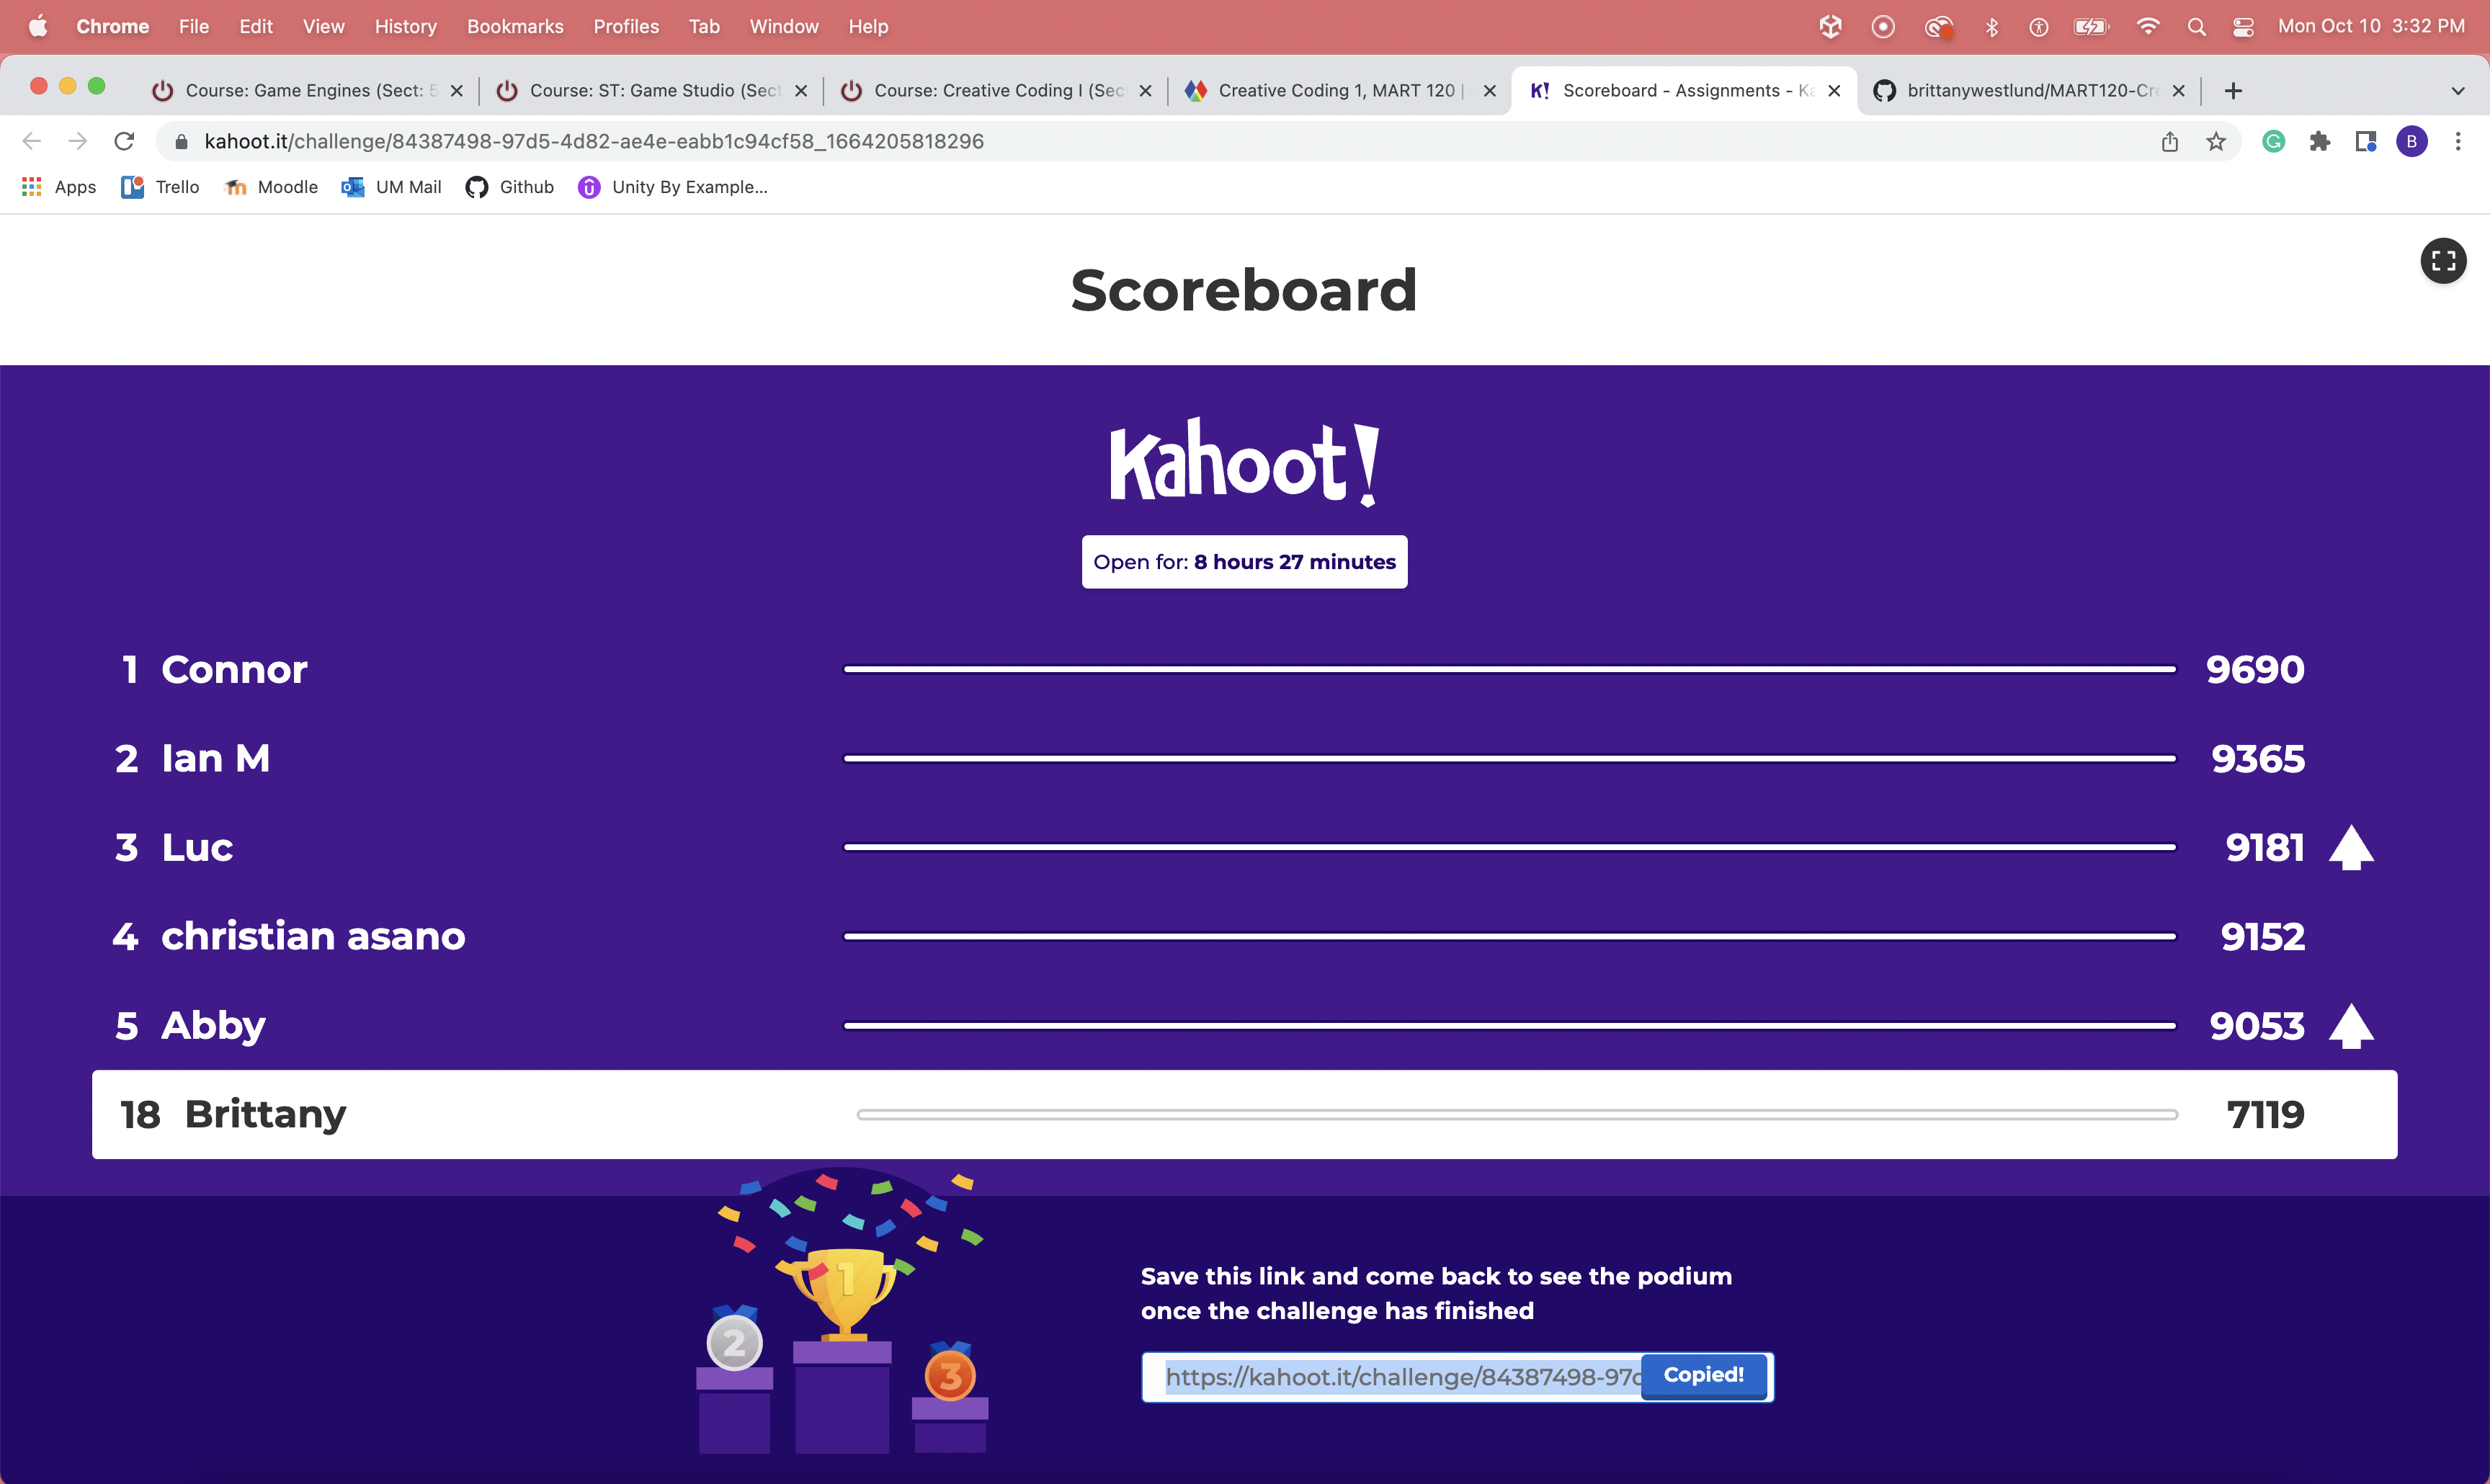 Chrome File Edit View History Bookmarks Profiles Tab Window Help Mon Oct 10 3:32 PM
Course: Game Engines (Sect: 5 Course: ST: Game Studio (Sect Course: Creative Coding I (Sec Creative Coding 1, MART 120 | K! Scoreboard - Assignments - Ka brittanywestlund/MART120-Cre
kahoot.it/challenge/84387498-97d5-4d82-ae4e-eabb1c94cf58_1664205818296 G B
Apps Trello Moodle UM Mail Github Unity By Example...
Scoreboard
Kahoot!
Open for: 8 hours 27 minutes
1 Connor 9690
2 Ian M 9365
3 Luc 9181
4 christian asano 9152
5 Abby 9053
18 Brittany 7119
1
2
3
Save this link and come back to see the podium
once the challenge has finished
https://kahoot.it/challenge/84387498-97d Copied!